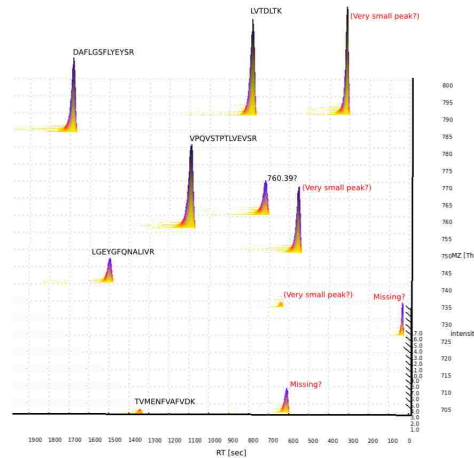 LVTDLTK
(Very small peak?)
DAFLGSFLYEYSR
800
795
790
785
VPQVSTPTLVEVSR
780
775
760.39?
(Very small peak?)
770
765
760
755
LGEYGFQNALIVR
750MZ [Th
745
740
(Very small peak?)
Missing?
735
730
725
intensit
720
715
Missing?
710
TVMENFVAFVDK
705
1900 1800 1700 1600 1500 1400 1300 1200 1100 1000 900 800 700 600 500 400 300 200 100 0
RT [sec]